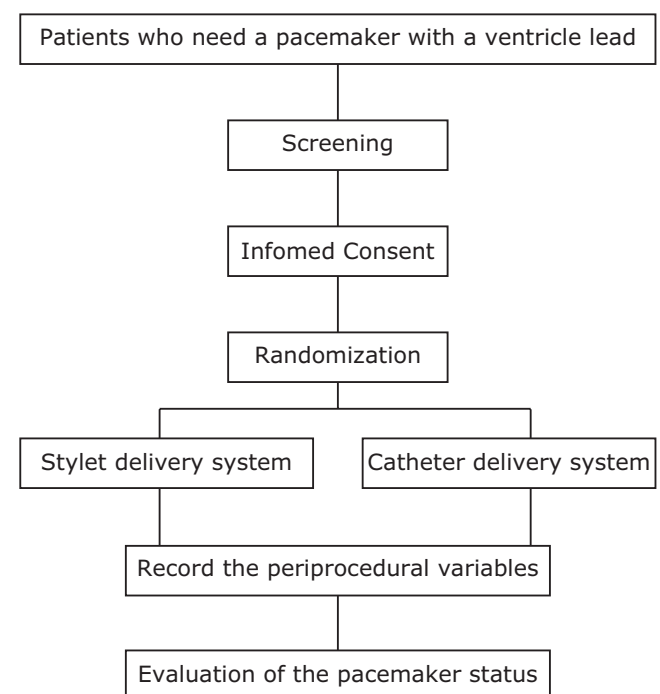 Patients who need a pacemaker with a ventricle lead
Screening
Infomed Consent
Randomization
Stylet delivery system
Catheter delivery system
Record the periprocedural variables
Evaluation of the pacemaker status